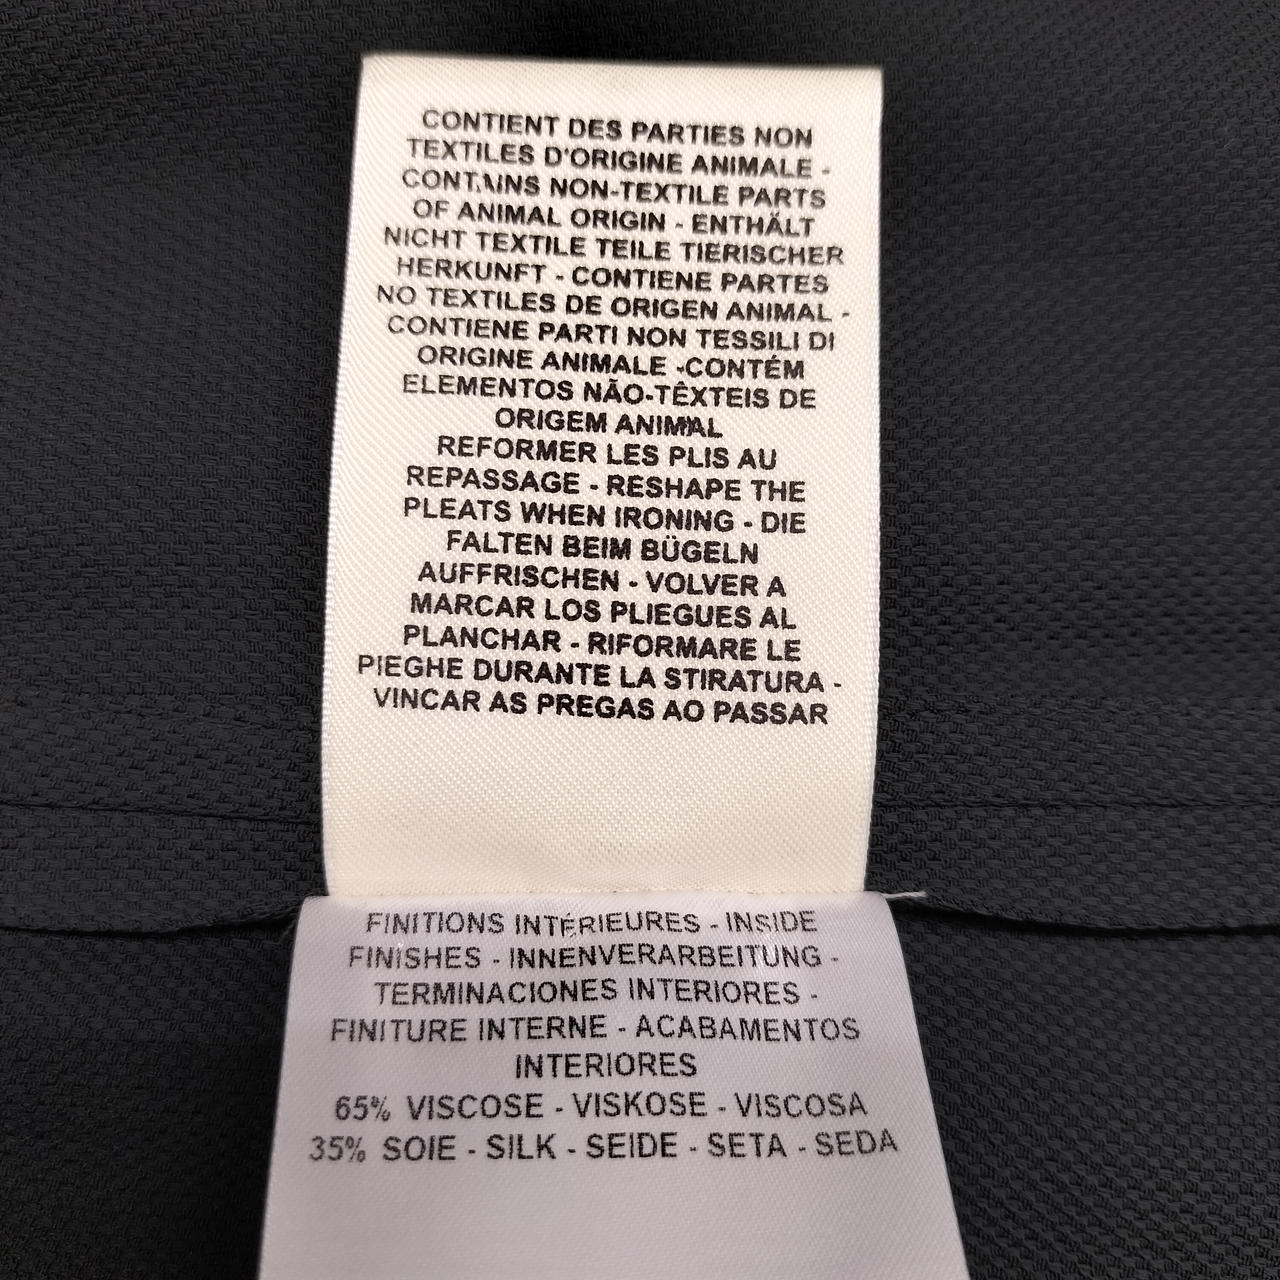 CONTIENT DES PARTIES NON
TEXTILES D'ORIGINE ANIMALE -
CONTAINS NON-TEXTILE PARTS
OF ANIMAL ORIGIN - ENTHÄLT
NICHT TEXTILE TEILE TIERISCHER
HERKUNFT - CONTIENE PARTES
NO TEXTILES DE ORIGEN ANIMAL -
CONTIENE PARTI NON TESSILI DI
ORIGINE ANIMALE -CONTÉM
ELEMENTOS NÃO-TÊXTEIS DE
ORIGEM ANIMAL
REFORMER LES PLIS AU
REPASSAGE - RESHAPE THE
PLEATS WHEN IRONING - DIE
FALTEN BEIM BÜGELN
AUFFRISCHEN - VOLVER A
MARCAR LOS PLIEGUES AL
PLANCHAR - RIFORMARE LE
PIEGHE DURANTE LA STIRATURA -
VINCAR AS PREGAS AO PASSAR
FINITIONS INTÉRIEURES - INSIDE
FINISHES - INNENVERARBEITUNG -
TERMINACIONES INTERIORES -
FINITURE INTERNE - ACABAMENTOS
INTERIORES
65% VISCOSE - VISKOSE - VISCOSA
35% SOIE - SILK - SEIDE - SETA - SEDA